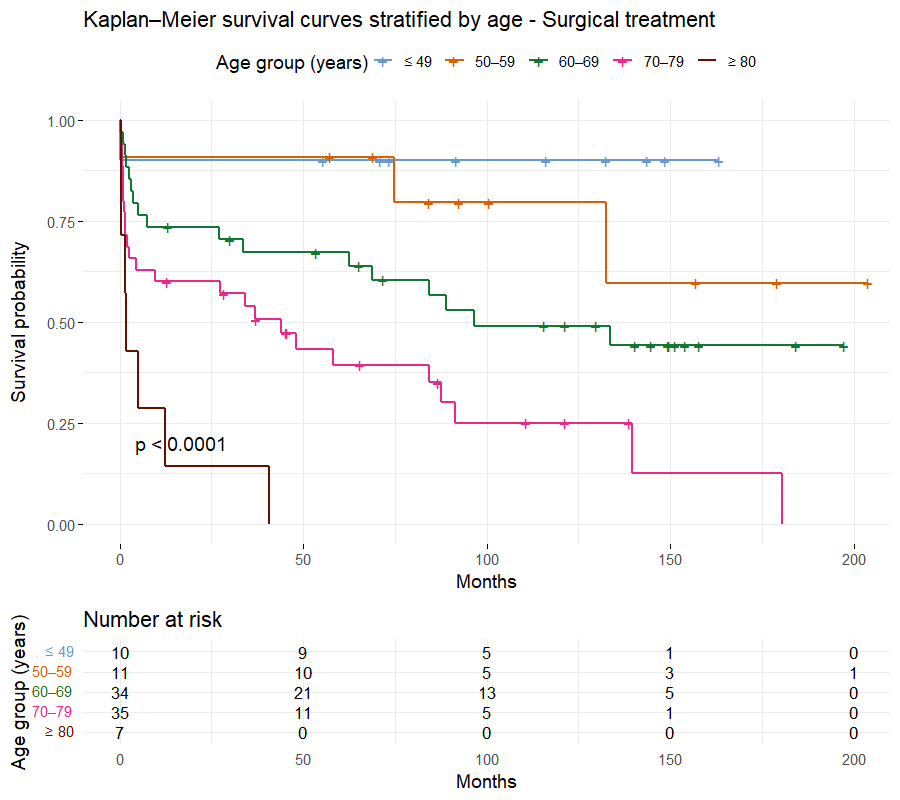 Kaplan–Meier survival curves stratified by age - Surgical treatment
Age group (years) ≤ 49 50–59 60–69 70–79 ≥ 80
1.00
0.75
0.50
0.25
0.00
Survival probability
p < 0.0001
0 50 100 150 200
Months
Number at risk
Age group (years)
≤ 49 10 9 5 1 0
50–59 11 10 5 3 1
60–69 34 21 13 5 0
70–79 35 11 5 1 0
≥ 80 7 0 0 0 0
0 50 100 150 200
Months